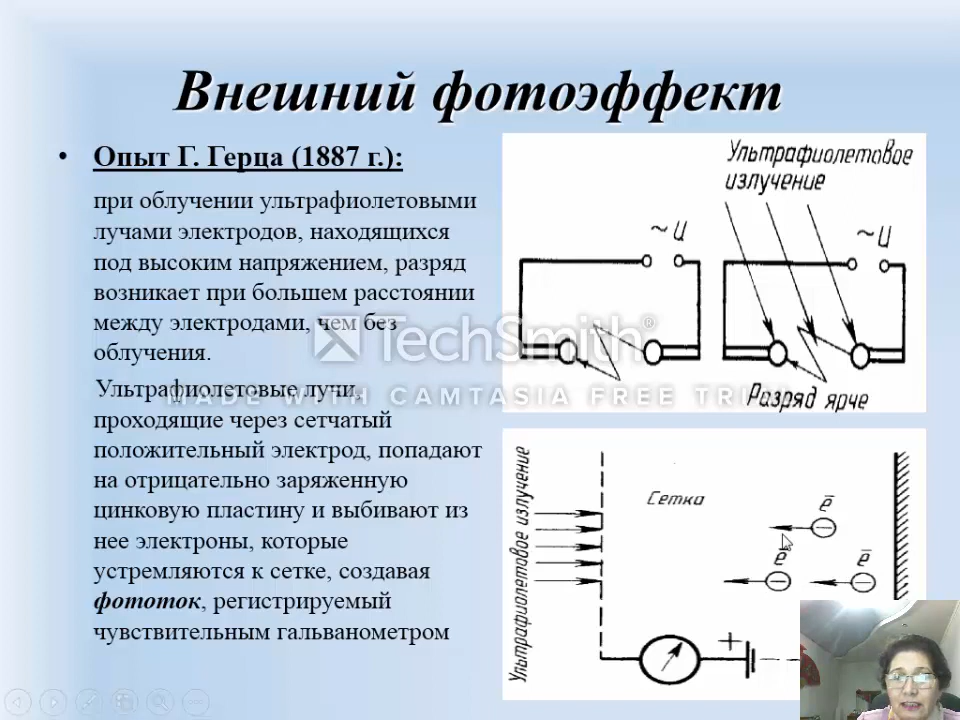 Внешний фотоэффект
• Опыт Г. Герца (1887 г.):
при облучении ультрафиолетовыми
лучами электродов, находящихся
под высоким напряжением, разряд
возникает при большем расстоянии
между электродами, чем без
облучения.
Ультрафиолетовые лучи,
проходящие через сетчатый
положительный электрод, попадают
на отрицательно заряженную
цинковую пластину и выбивают из
нее электроны, которые
устремляются к сетке, создавая
фототок, регистрируемый
чувствительным гальванометром
Ультрафиолетовое
излучение
~U
~U
Разряд ярче
Ультрафиолетовое излучение
Сетка
ē
ē
ē
+
TechSmith®
MADE WITH CAMTASIA FREE TRIAL